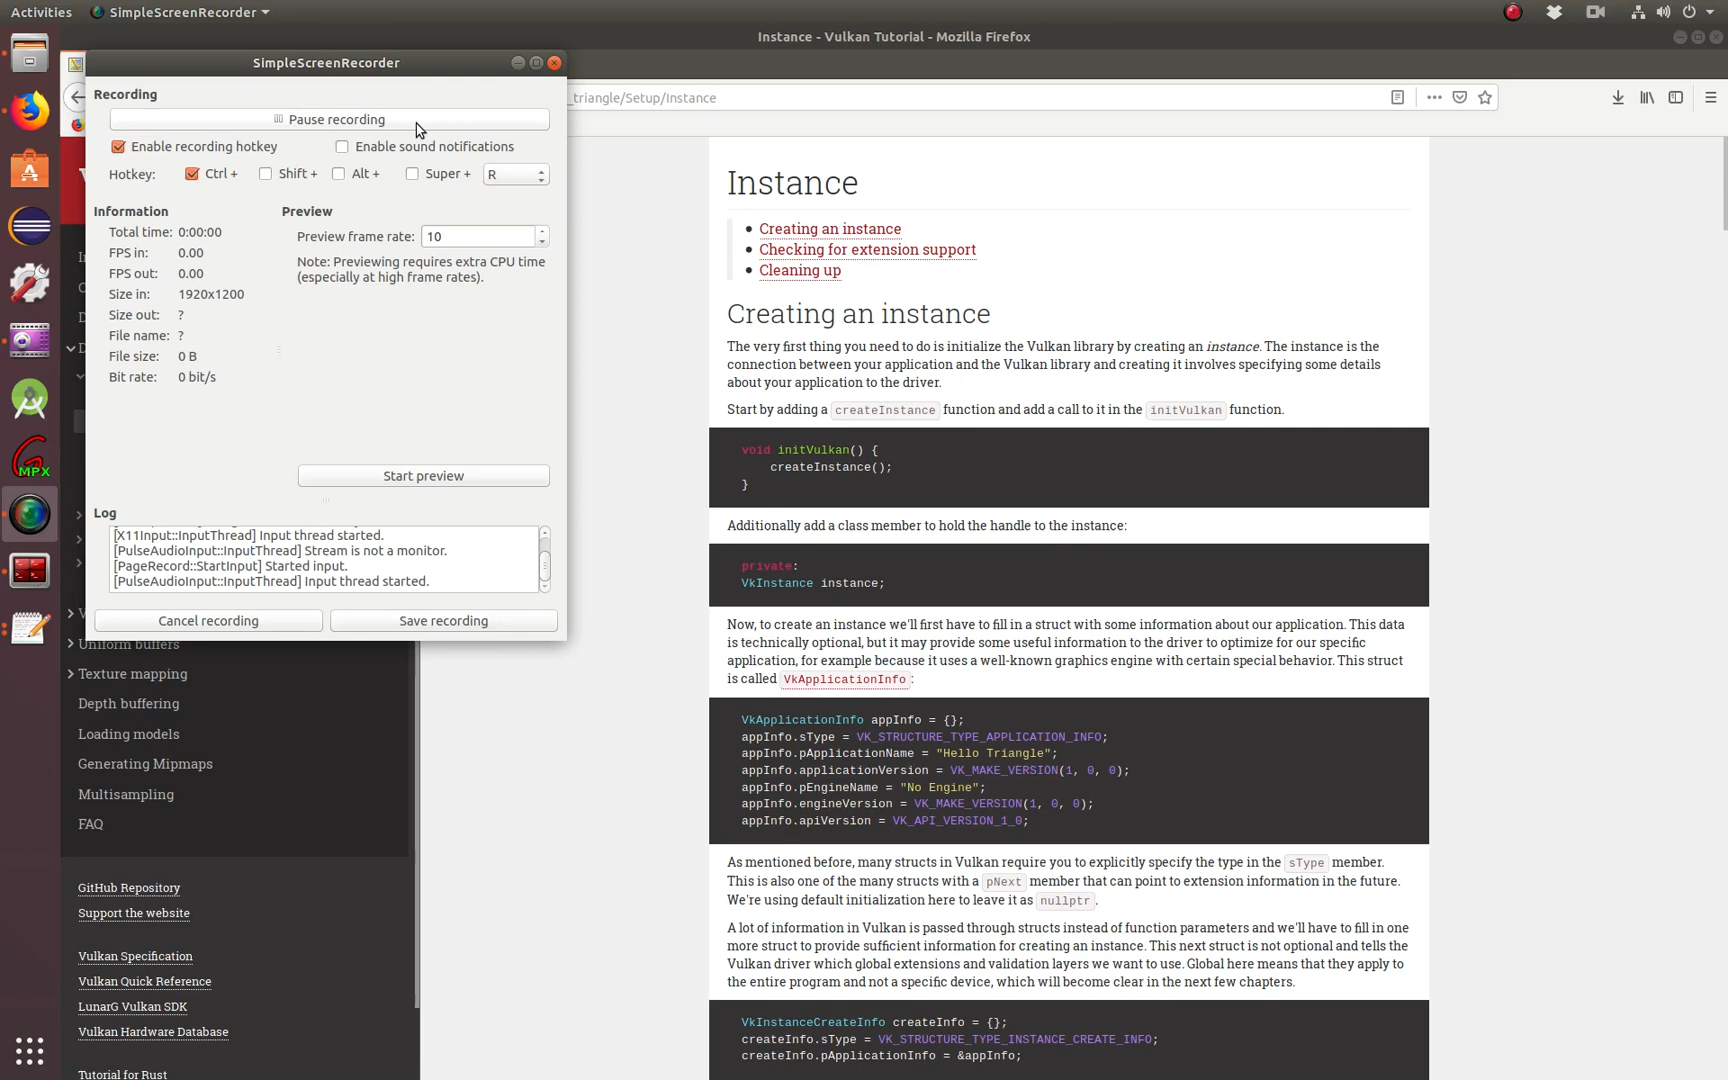 Activities
SimpleScreenRecorder
Instance - Vulkan Tutorial - Mozilla Firefox
SimpleScreenRecorder
Recording
Pause recording
Enable recording hotkey
Enable sound notifications
Hotkey:
Ctrl +
Shift +
Alt +
Super +
R
Information
Total time: 0:00:00
FPS in: 0.00
FPS out: 0.00
Size in: 1920x1200
Size out: ?
File name: ?
File size: 0 B
Bit rate: 0 bit/s
Preview
Preview frame rate: 10
Note: Previewing requires extra CPU time
(especially at high frame rates).
Start preview
Log
[X11Input::InputThread] Input thread started.
[PulseAudioInput::InputThread] Stream is not a monitor.
[PageRecord::StartInput] Started input.
[PulseAudioInput::InputThread] Input thread started.
Cancel recording
Save recording
MPX
_triangle/Setup/Instance
Uniform buffers
Texture mapping
Depth buffering
Loading models
Generating Mipmaps
Multisampling
FAQ
GitHub Repository
Support the website
Vulkan Specification
Vulkan Quick Reference
LunarG Vulkan SDK
Vulkan Hardware Database
Tutorial for Rust
Instance
Creating an instance
Checking for extension support
Cleaning up
Creating an instance
The very first thing you need to do is initialize the Vulkan library by creating an instance. The instance is the
connection between your application and the Vulkan library and creating it involves specifying some details
about your application to the driver.
Start by adding a createInstance function and add a call to it in the initVulkan function.
void initVulkan() {
createInstance();
}
Additionally add a class member to hold the handle to the instance:
private:
VkInstance instance;
Now, to create an instance we'll first have to fill in a struct with some information about our application. This data
is technically optional, but it may provide some useful information to the driver to optimize for our specific
application, for example because it uses a well-known graphics engine with certain special behavior. This struct
is called VkApplicationInfo:
VkApplicationInfo appInfo = {};
appInfo.sType = VK_STRUCTURE_TYPE_APPLICATION_INFO;
appInfo.pApplicationName = "Hello Triangle";
appInfo.applicationVersion = VK_MAKE_VERSION(1, 0, 0);
appInfo.pEngineName = "No Engine";
appInfo.engineVersion = VK_MAKE_VERSION(1, 0, 0);
appInfo.apiVersion = VK_API_VERSION_1_0;
As mentioned before, many structs in Vulkan require you to explicitly specify the type in the sType member.
This is also one of the many structs with a pNext member that can point to extension information in the future.
We're using default initialization here to leave it as nullptr.
A lot of information in Vulkan is passed through structs instead of function parameters and we'll have to fill in one
more struct to provide sufficient information for creating an instance. This next struct is not optional and tells the
Vulkan driver which global extensions and validation layers we want to use. Global here means that they apply to
the entire program and not a specific device, which will become clear in the next few chapters.
VkInstanceCreateInfo createInfo = {};
createInfo.sType = VK_STRUCTURE_TYPE_INSTANCE_CREATE_INFO;
createInfo.pApplicationInfo = &appInfo;